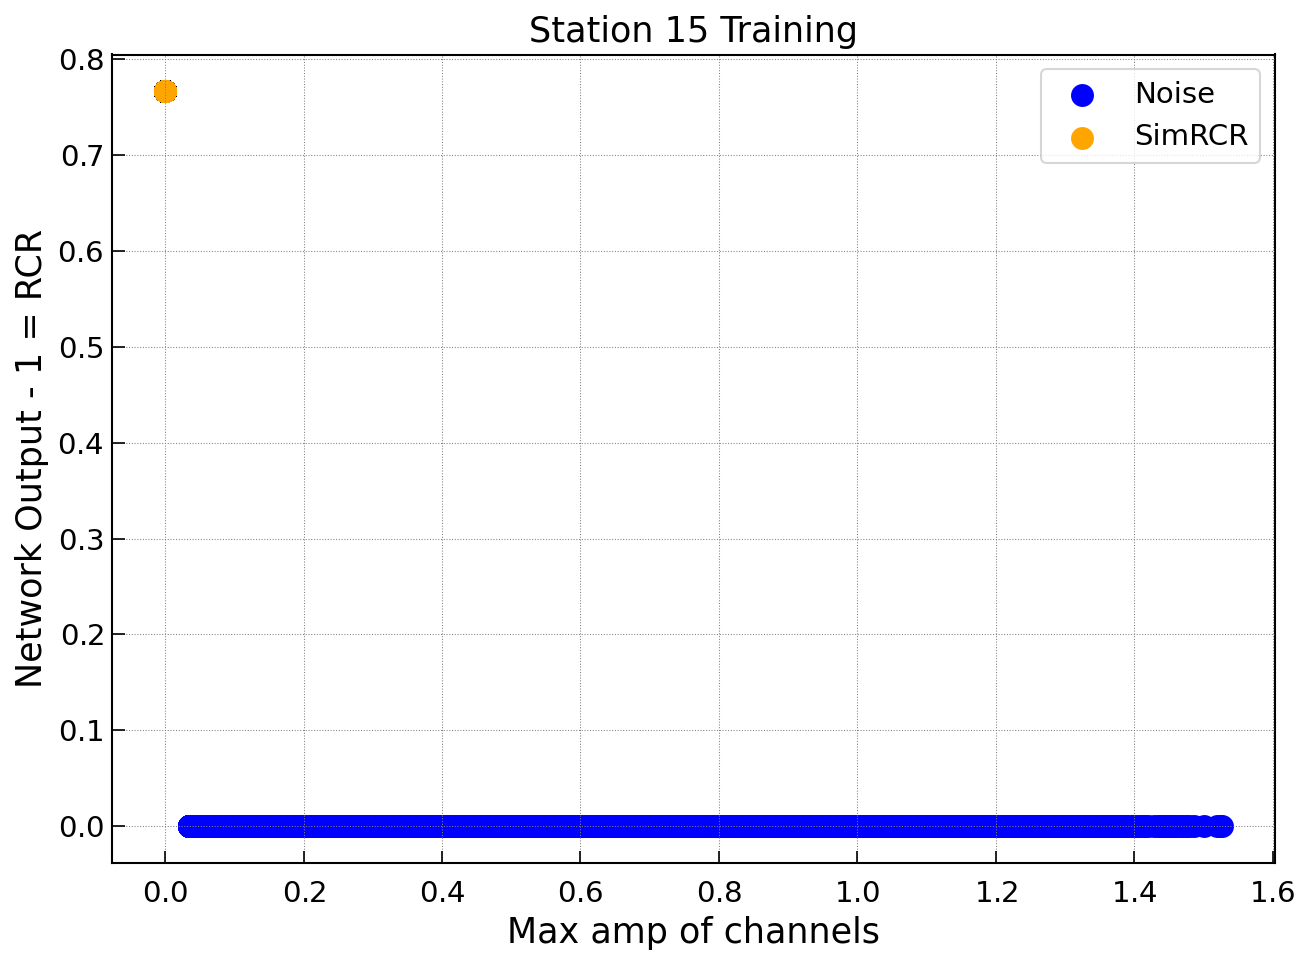 Station 15 Training
Network Output - 1 = RCR
0.8
0.7
0.6
0.5
0.4
0.3
0.2
0.1
0.0
Noise
SimRCR
0.0 0.2 0.4 0.6 0.8 1.0 1.2 1.4 1.6
Max amp of channels